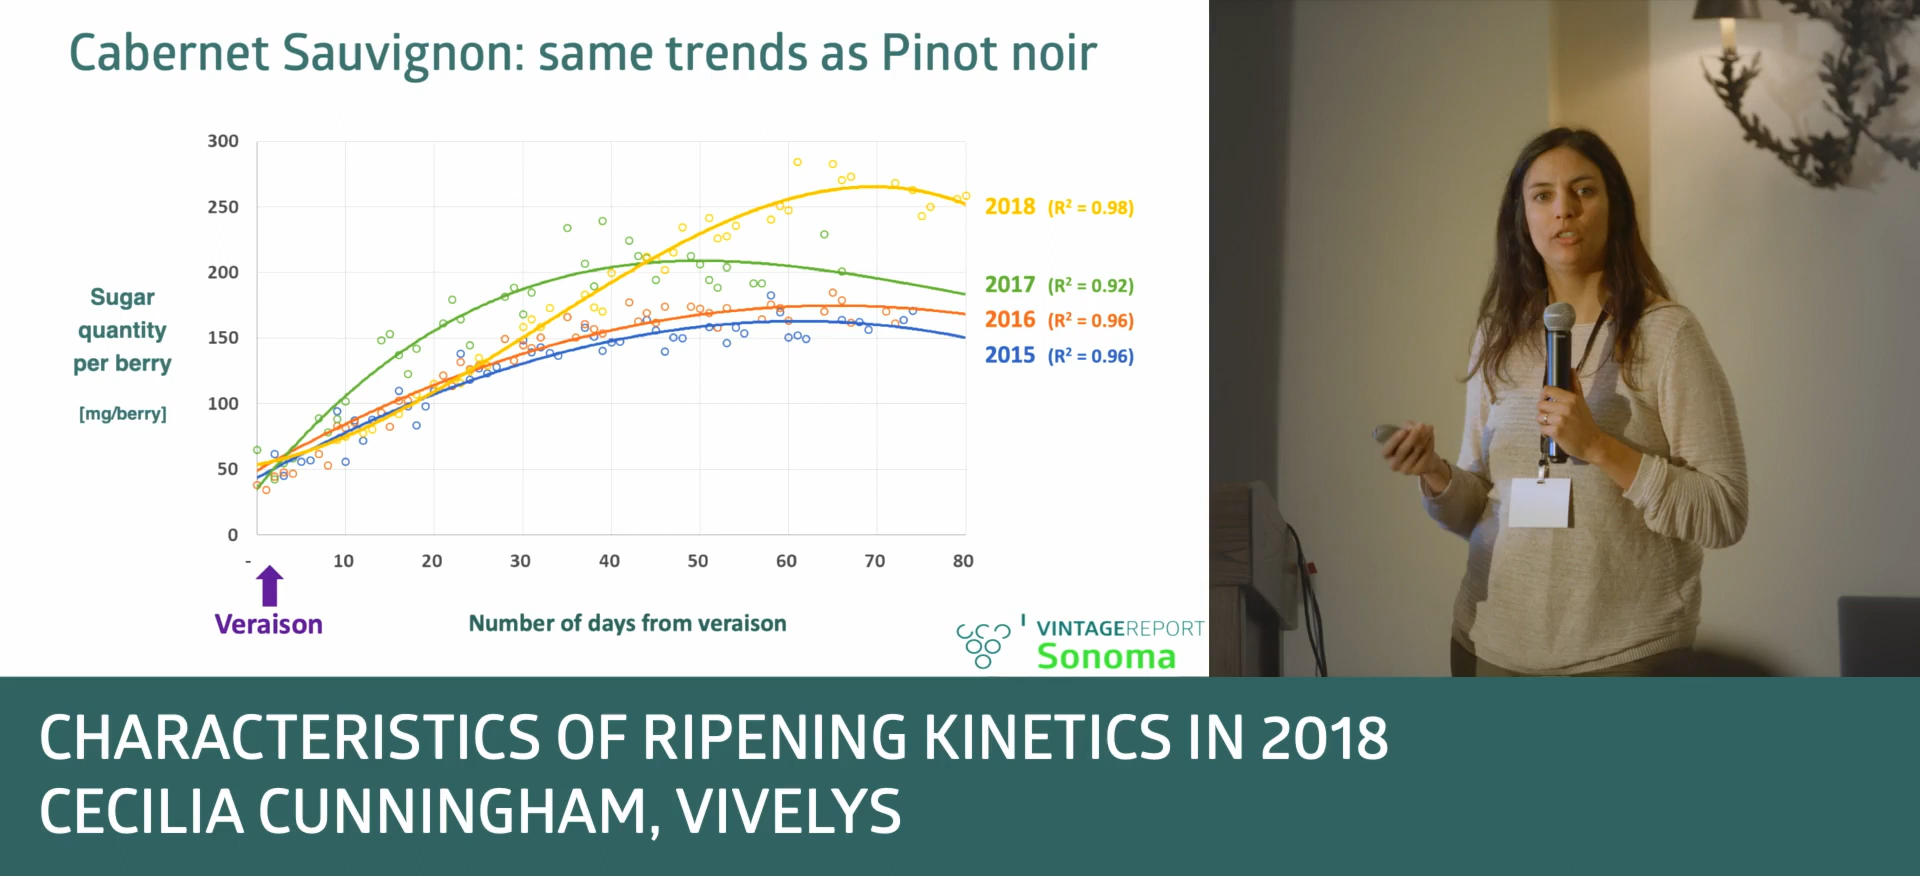 Cabernet Sauvignon: same trends as Pinot noir
300
250
200
150
100
50
0
Sugar
quantity
per berry
[mg/berry]
2018 (R² = 0.98)
2017 (R² = 0.92)
2016 (R² = 0.96)
2015 (R² = 0.96)
- 10 20 30 40 50 60 70 80
Veraison
Number of days from veraison
VINTAGEREPORT
Sonoma
CHARACTERISTICS OF RIPENING KINETICS IN 2018
CECILIA CUNNINGHAM, VIVELYS